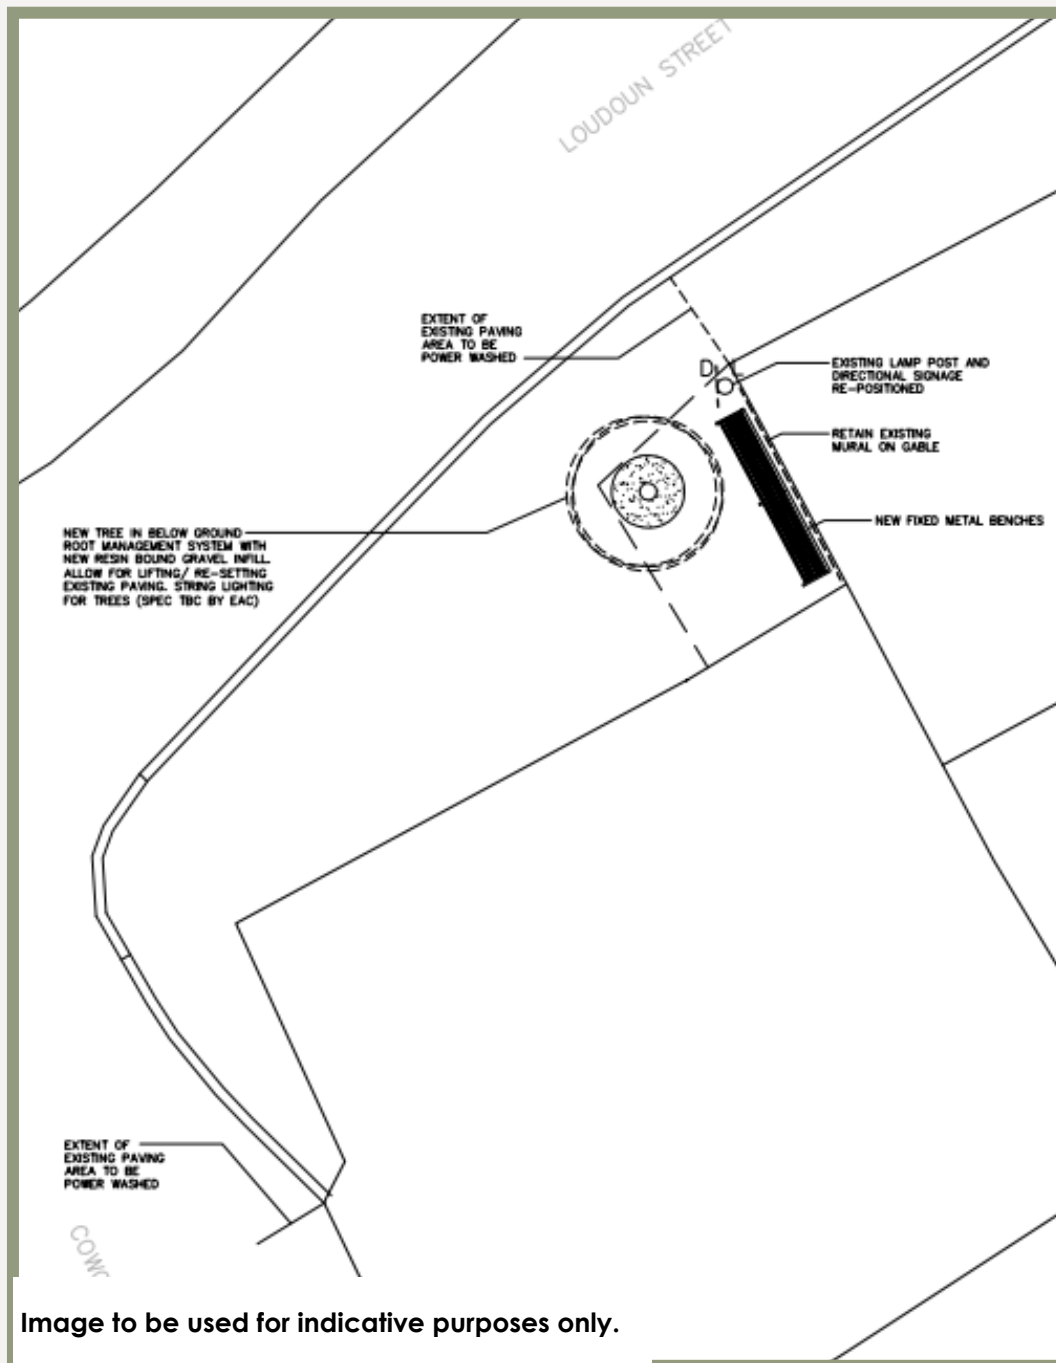 LOUDOUN STREET
EXTENT OF
EXISTING PAVING
AREA TO BE
POWER WASHED
D
EXISTING LAMP POST AND
DIRECTIONAL SIGNAGE
RE-POSITIONED
RETAIN EXISTING
MURAL ON GABLE
NEW FIXED METAL BENCHES
NEW TREE IN BELOW GROUND
ROOT MANAGEMENT SYSTEM WITH
NEW RESIN BOUND GRAVEL INFILL.
ALLOW FOR LIFTING/ RE-SETTING
EXISTING PAVING. STRING LIGHTING
FOR TREES (SPEC TBC BY EAC)
EXTENT OF
EXISTING PAVING
AREA TO BE
POWER WASHED
Image to be used for indicative purposes only.